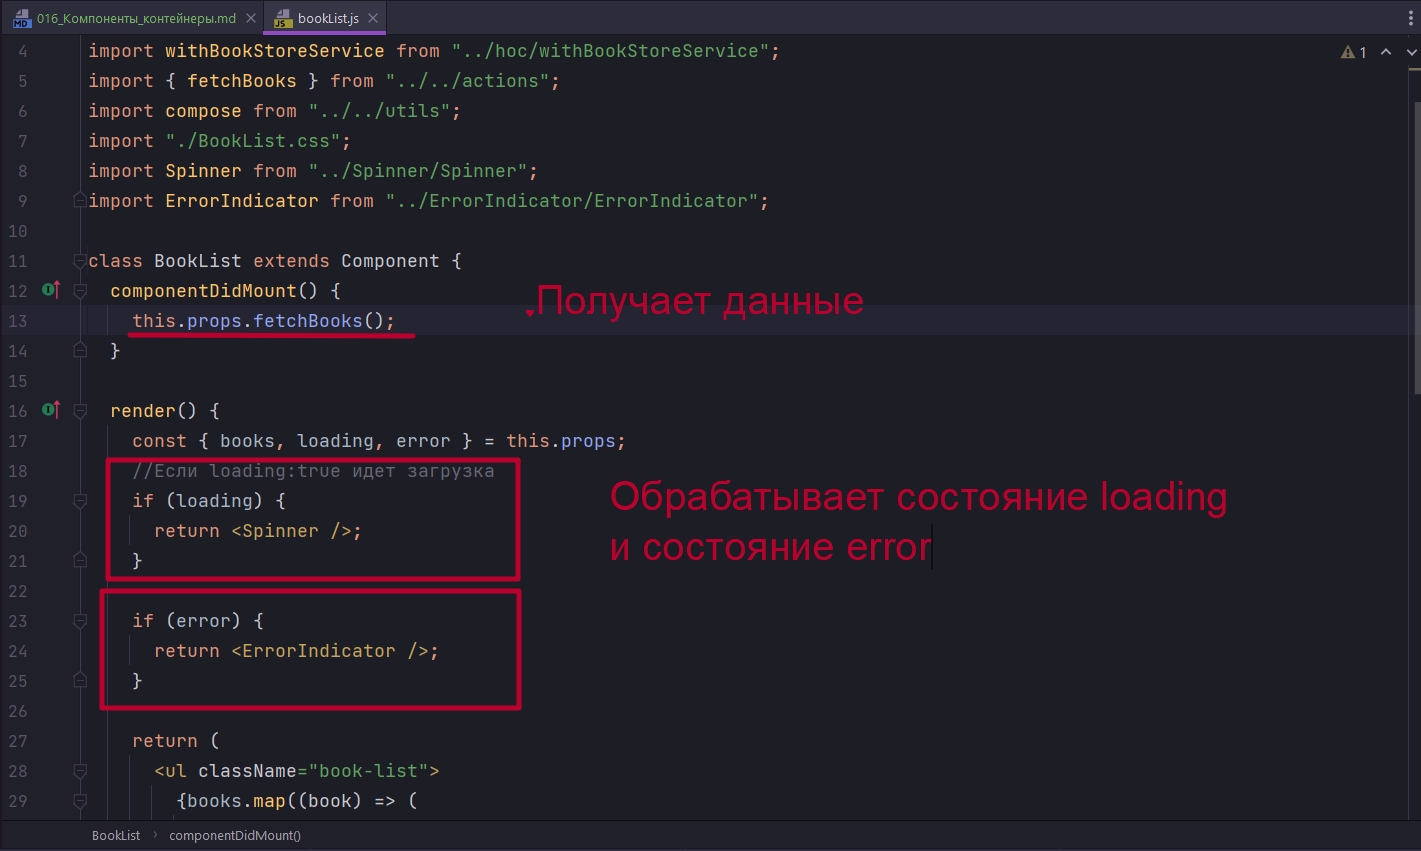 016_Компоненты_контейнеры.md
bookList.js
4 import withBookStoreService from "../hoc/withBookStoreService";
1
5 import { fetchBooks } from "../../actions";
6 import compose from "../../utils";
7 import "./BookList.css";
8 import Spinner from "../Spinner/Spinner";
9 import ErrorIndicator from "../ErrorIndicator/ErrorIndicator";
10
11 class BookList extends Component {
12 componentDidMount() {
Получает данные
13 this.props.fetchBooks();
14 }
15
16 render() {
17 const { books, loading, error } = this.props;
18 //Если loading:true идет загрузка
19 if (loading) {
Обрабатывает состояние loading
20 return <Spinner />;
и состояние error
21 }
22
23 if (error) {
24 return <ErrorIndicator />;
25 }
26
27 return (
28 <ul className="book-list">
29 {books.map((book) => (
BookList › componentDidMount()